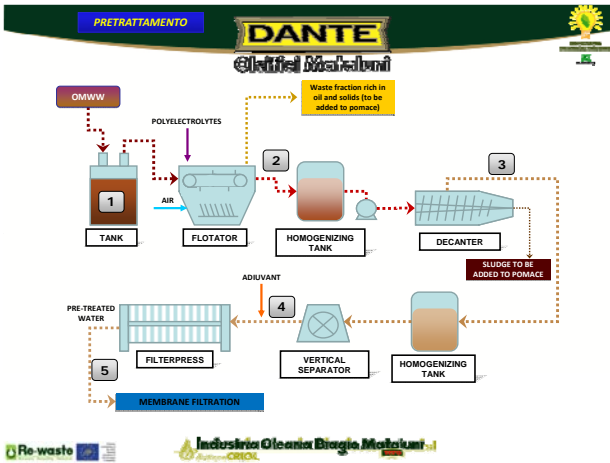 PRETRATTAMENTO
DANTE
Oleifici Mataluni
OMWW
Waste fraction rich in
oil and solids (to be
added to pomace)
POLYELECTROLYTES
2
3
1
AIR
TANK
FLOTATOR
HOMOGENIZING
TANK
DECANTER
SLUDGE TO BE
ADDED TO POMACE
ADIUVANT
4
PRE-TREATED
WATER
FILTERPRESS
VERTICAL
SEPARATOR
HOMOGENIZING
TANK
5
MEMBRANE FILTRATION
Re-waste
Industria Olearia Biagio Mataluni